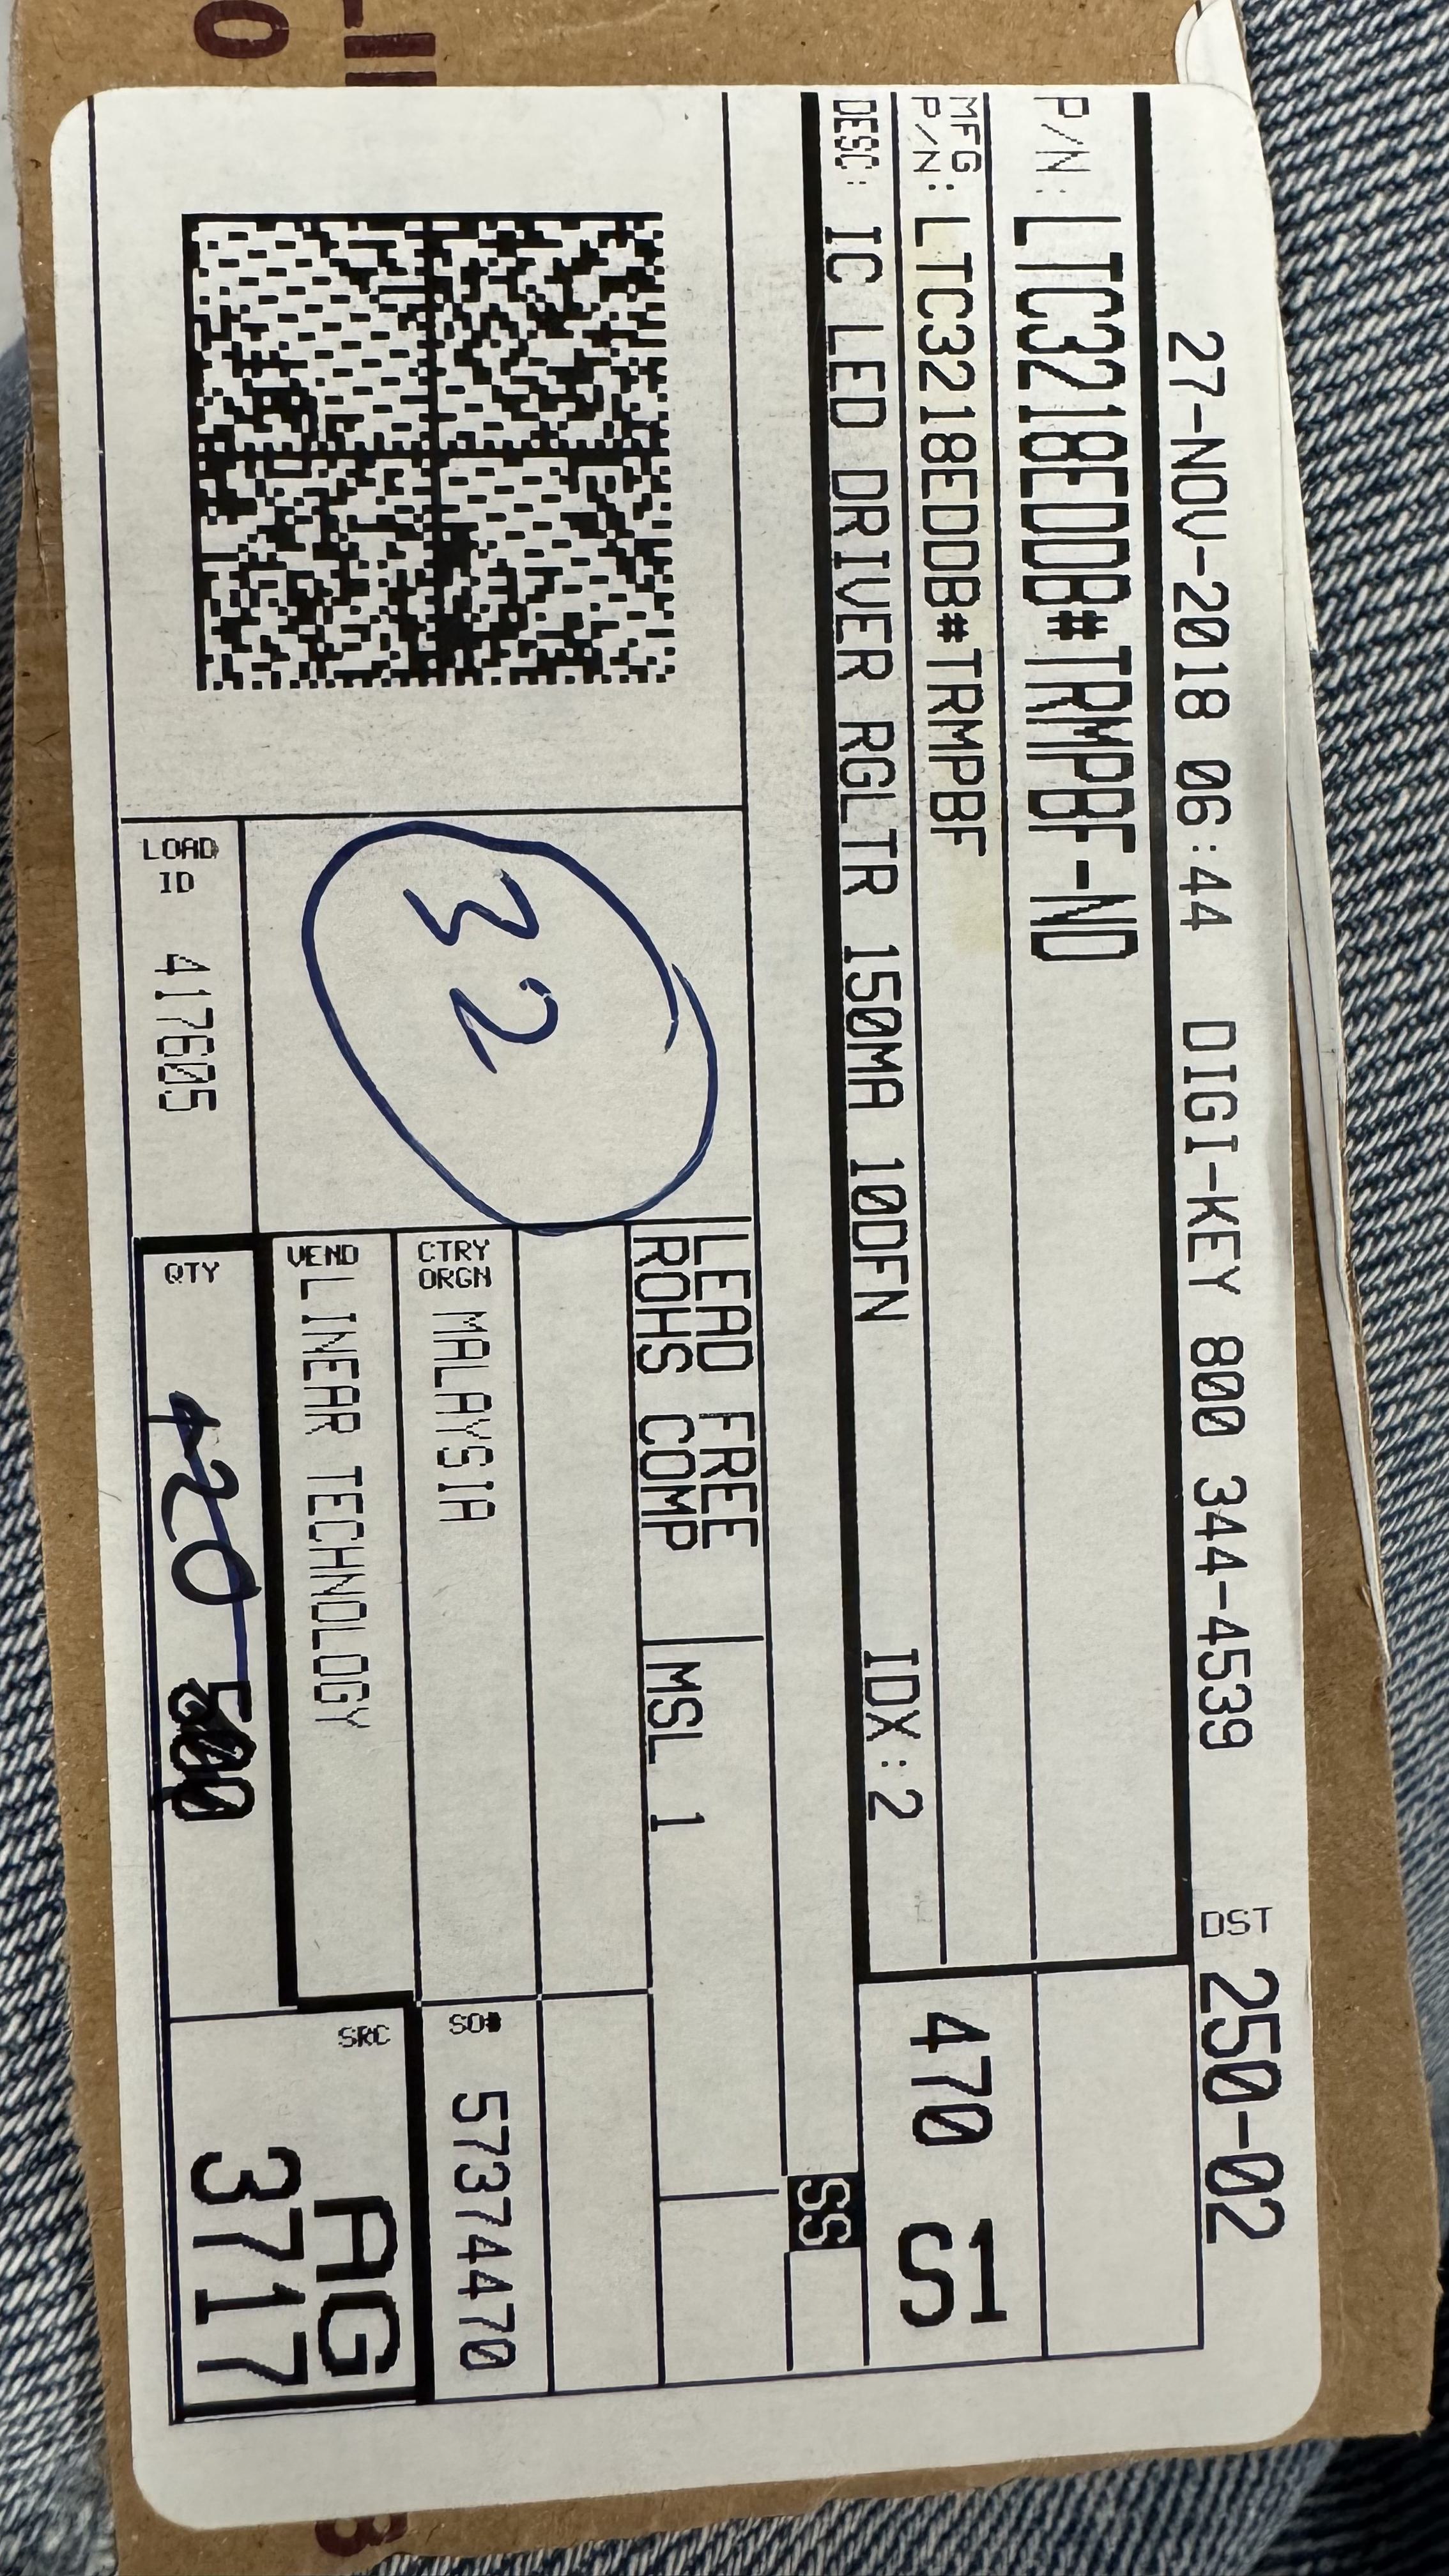 27-NOV-2018 06:44 DIGI-KEY 800 344-4539
DST 250-02
P/N: LTC3218EDDB#TRMPBF-ND
MFG P/N: LTC3218EDDB#TRMPBF
470 S1
DESC: IC LED DRIVER RGLTR 150MA 10DFN
IDX:2
SS
LEAD FREE
ROHS COMP
MSL 1
32
CTRY ORGN MALAYSIA
SO# 57374470
VEND LINEAR TECHNOLOGY
SRC AG
3717
LOAD ID 417605
QTY 420 500